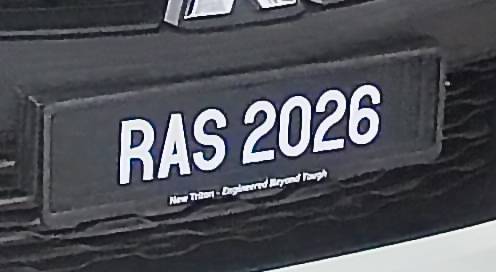 RAS 2026
New Triton - Engineered Beyond Tough